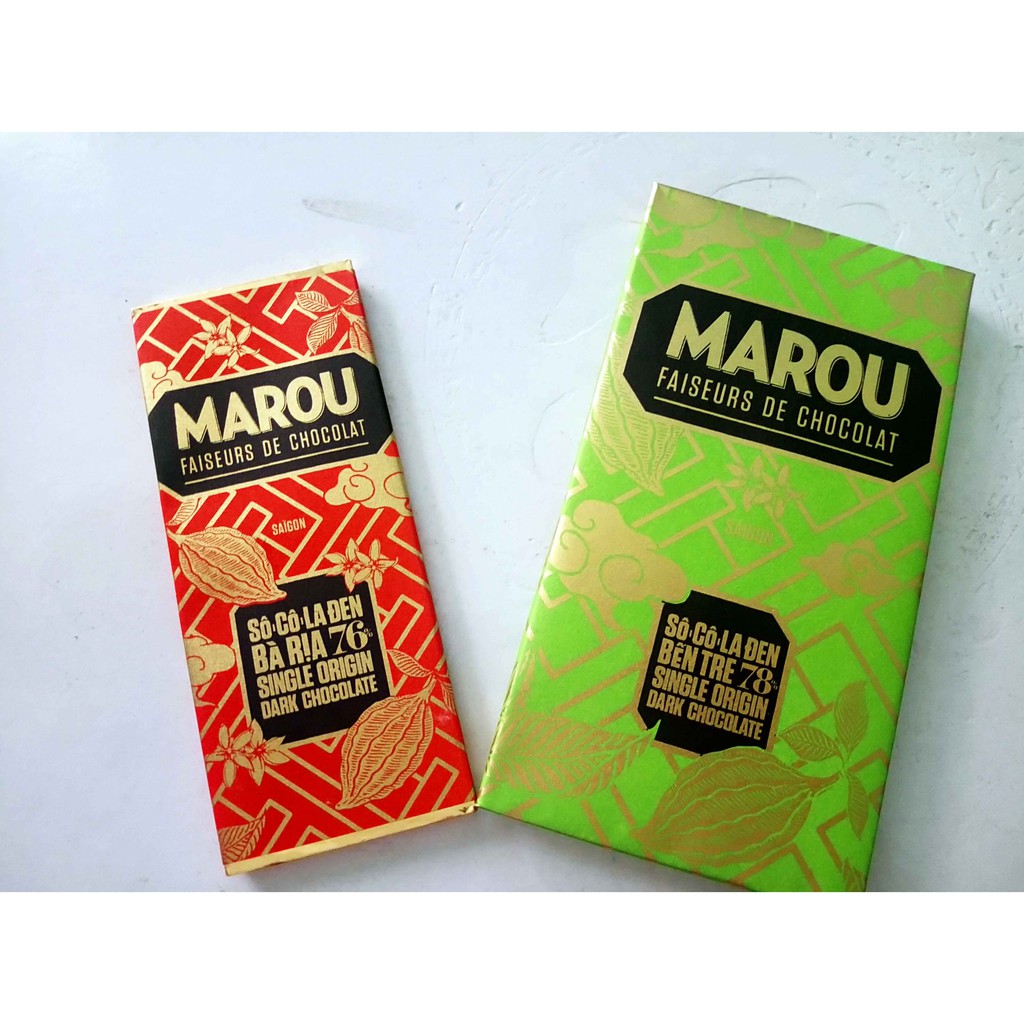 MAROU
FAISEURS DE CHOCOLAT
SAÏGON
SÔ-CÔ-LA ĐEN
BÀ RỊA 76%
SINGLE ORIGIN
DARK CHOCOLATE
MAROU
FAISEURS DE CHOCOLAT
SÔ-CÔ-LA ĐEN
BẾN TRE 78%
SINGLE ORIGIN
DARK CHOCOLATE